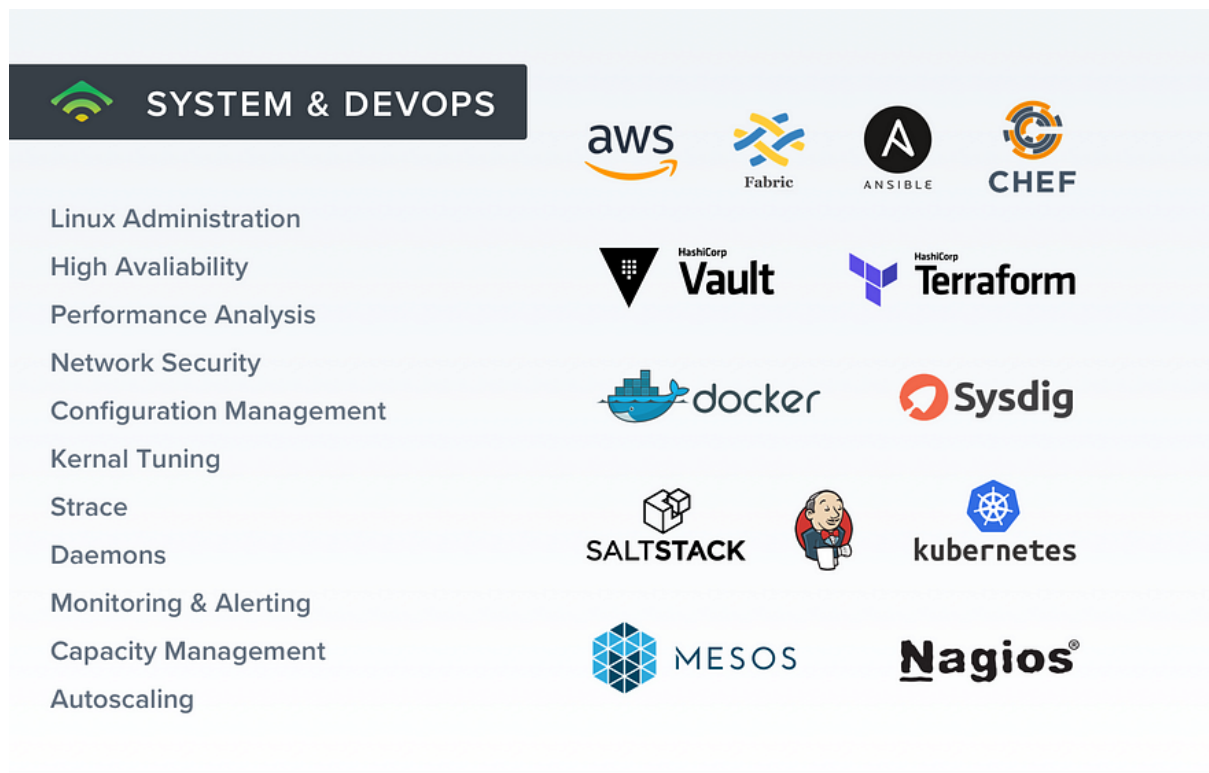 SYSTEM & DEVOPS
Linux Administration
High Avaliability
Performance Analysis
Network Security
Configuration Management
Kernal Tuning
Strace
Daemons
Monitoring & Alerting
Capacity Management
Autoscaling
aws
Fabric
ANSIBLE
CHEF
HashiCorp
Vault
HashiCorp
Terraform
docker
Sysdig
SALTSTACK
kubernetes
MESOS
Nagios®